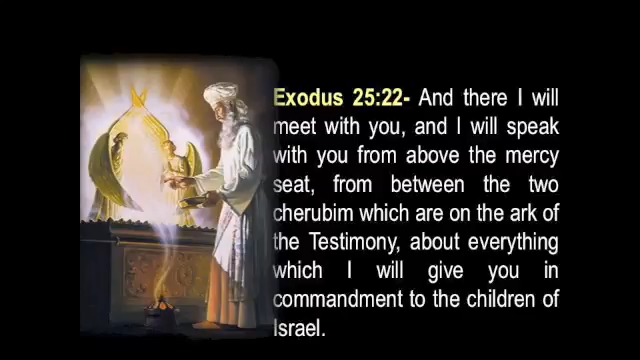 Exodus 25:22- And there I will
meet with you, and I will speak
with you from above the mercy
seat, from between the two
cherubim which are on the ark of
the Testimony, about everything
which I will give you in
commandment to the children of
Israel.